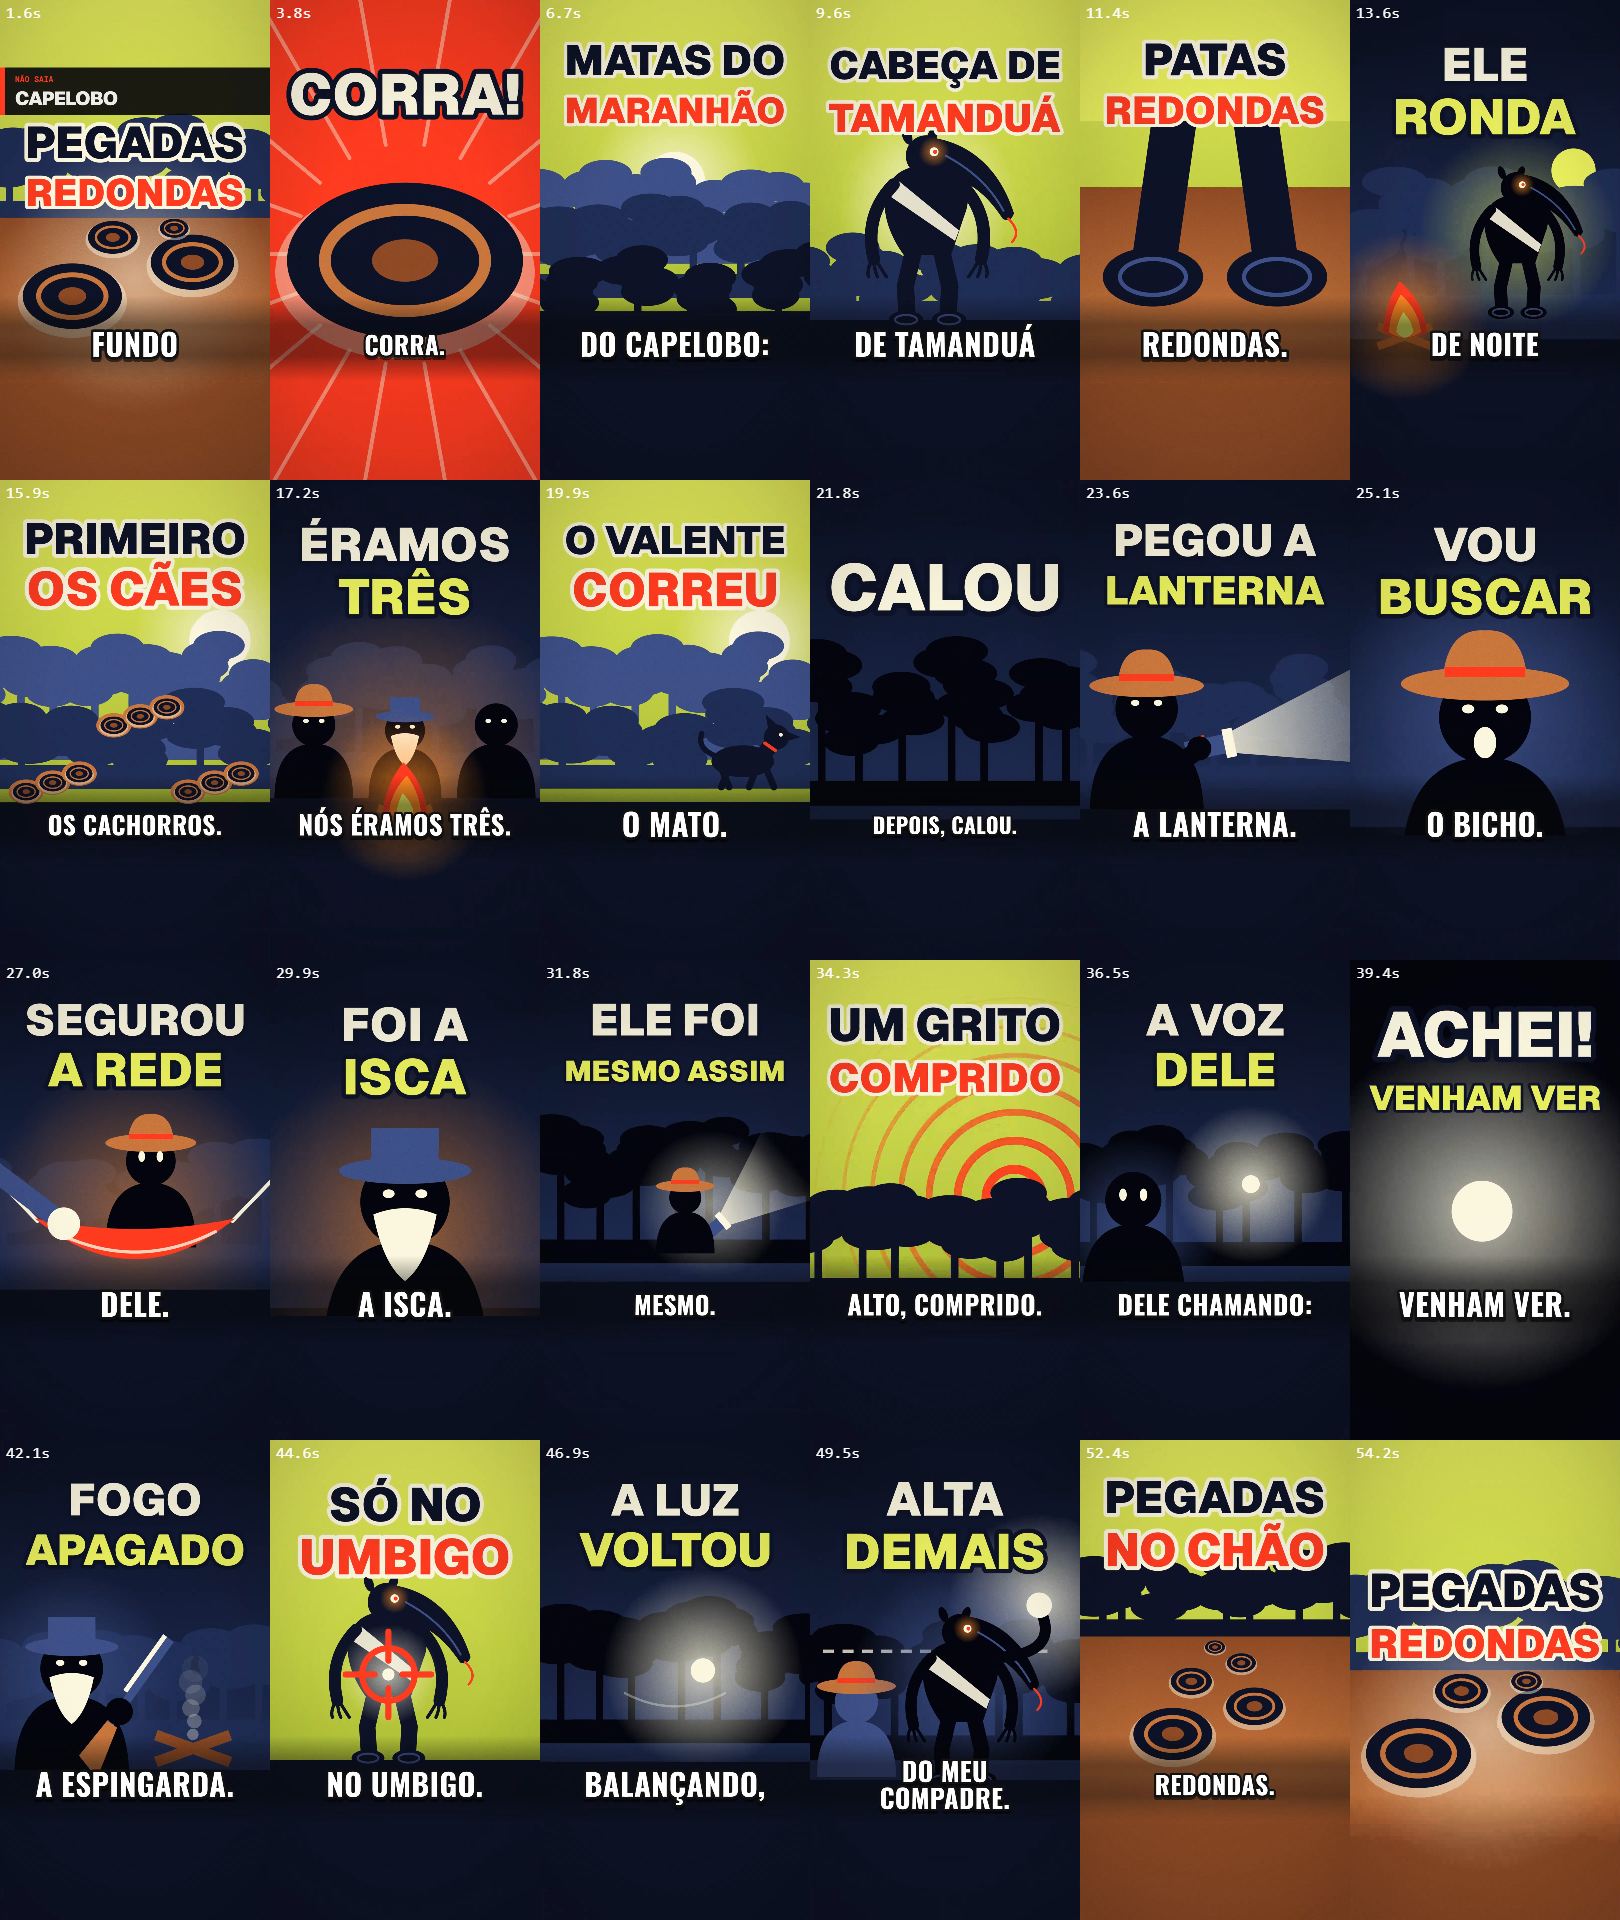 1.6s
NÃO SAIA
CAPELOBO
PEGADAS
REDONDAS
FUNDO
3.8s
CORRA!
CORRA.
6.7s
MATAS DO
MARANHÃO
DO CAPELOBO:
9.6s
CABEÇA DE
TAMANDUÁ
DE TAMANDUÁ
11.4s
PATAS
REDONDAS
REDONDAS.
13.6s
ELE
RONDA
DE NOITE
15.9s
PRIMEIRO
OS CÃES
OS CACHORROS.
17.2s
ÉRAMOS
TRÊS
NÓS ÉRAMOS TRÊS.
19.9s
O VALENTE
CORREU
O MATO.
21.8s
CALOU
DEPOIS, CALOU.
23.6s
PEGOU A
LANTERNA
A LANTERNA.
25.1s
VOU
BUSCAR
O BICHO.
27.0s
SEGUROU
A REDE
DELE.
29.9s
FOI A
ISCA
A ISCA.
31.8s
ELE FOI
MESMO ASSIM
MESMO.
34.3s
UM GRITO
COMPRIDO
ALTO, COMPRIDO.
36.5s
A VOZ
DELE
DELE CHAMANDO:
39.4s
ACHEI!
VENHAM VER
VENHAM VER.
42.1s
FOGO
APAGADO
A ESPINGARDA.
44.6s
SÓ NO
UMBIGO
NO UMBIGO.
46.9s
A LUZ
VOLTOU
BALANÇANDO,
49.5s
ALTA
DEMAIS
DO MEU
COMPADRE.
52.4s
PEGADAS
NO CHÃO
REDONDAS.
54.2s
PEGADAS
REDONDAS